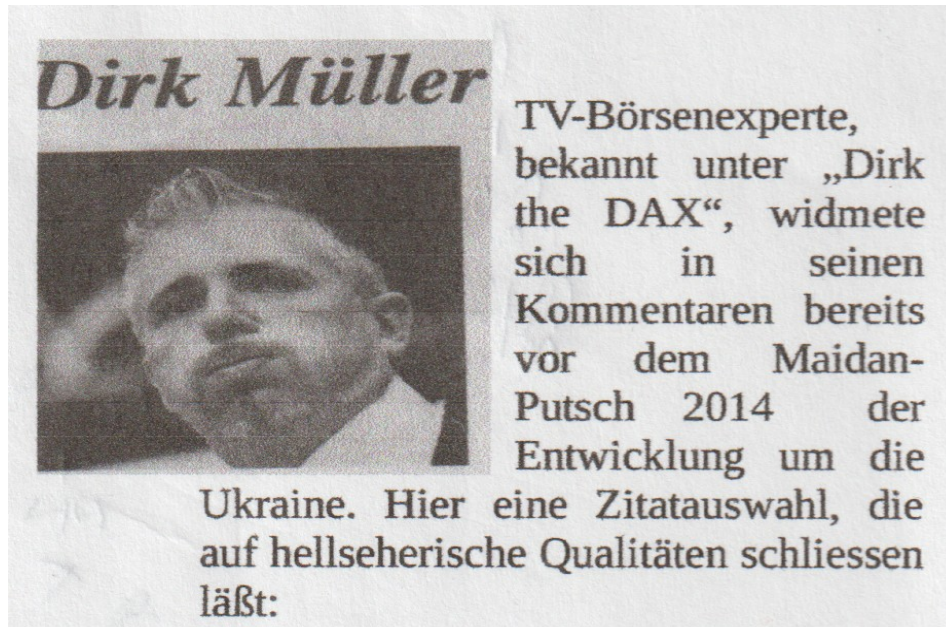 Dirk Müller
TV-Börsenexperte,
bekannt unter „Dirk
the DAX“, widmete
sich in seinen
Kommentaren bereits
vor dem Maidan-
Putsch 2014 der
Entwicklung um die
Ukraine. Hier eine Zitatauswahl, die
auf hellseherische Qualitäten schliessen
läßt: